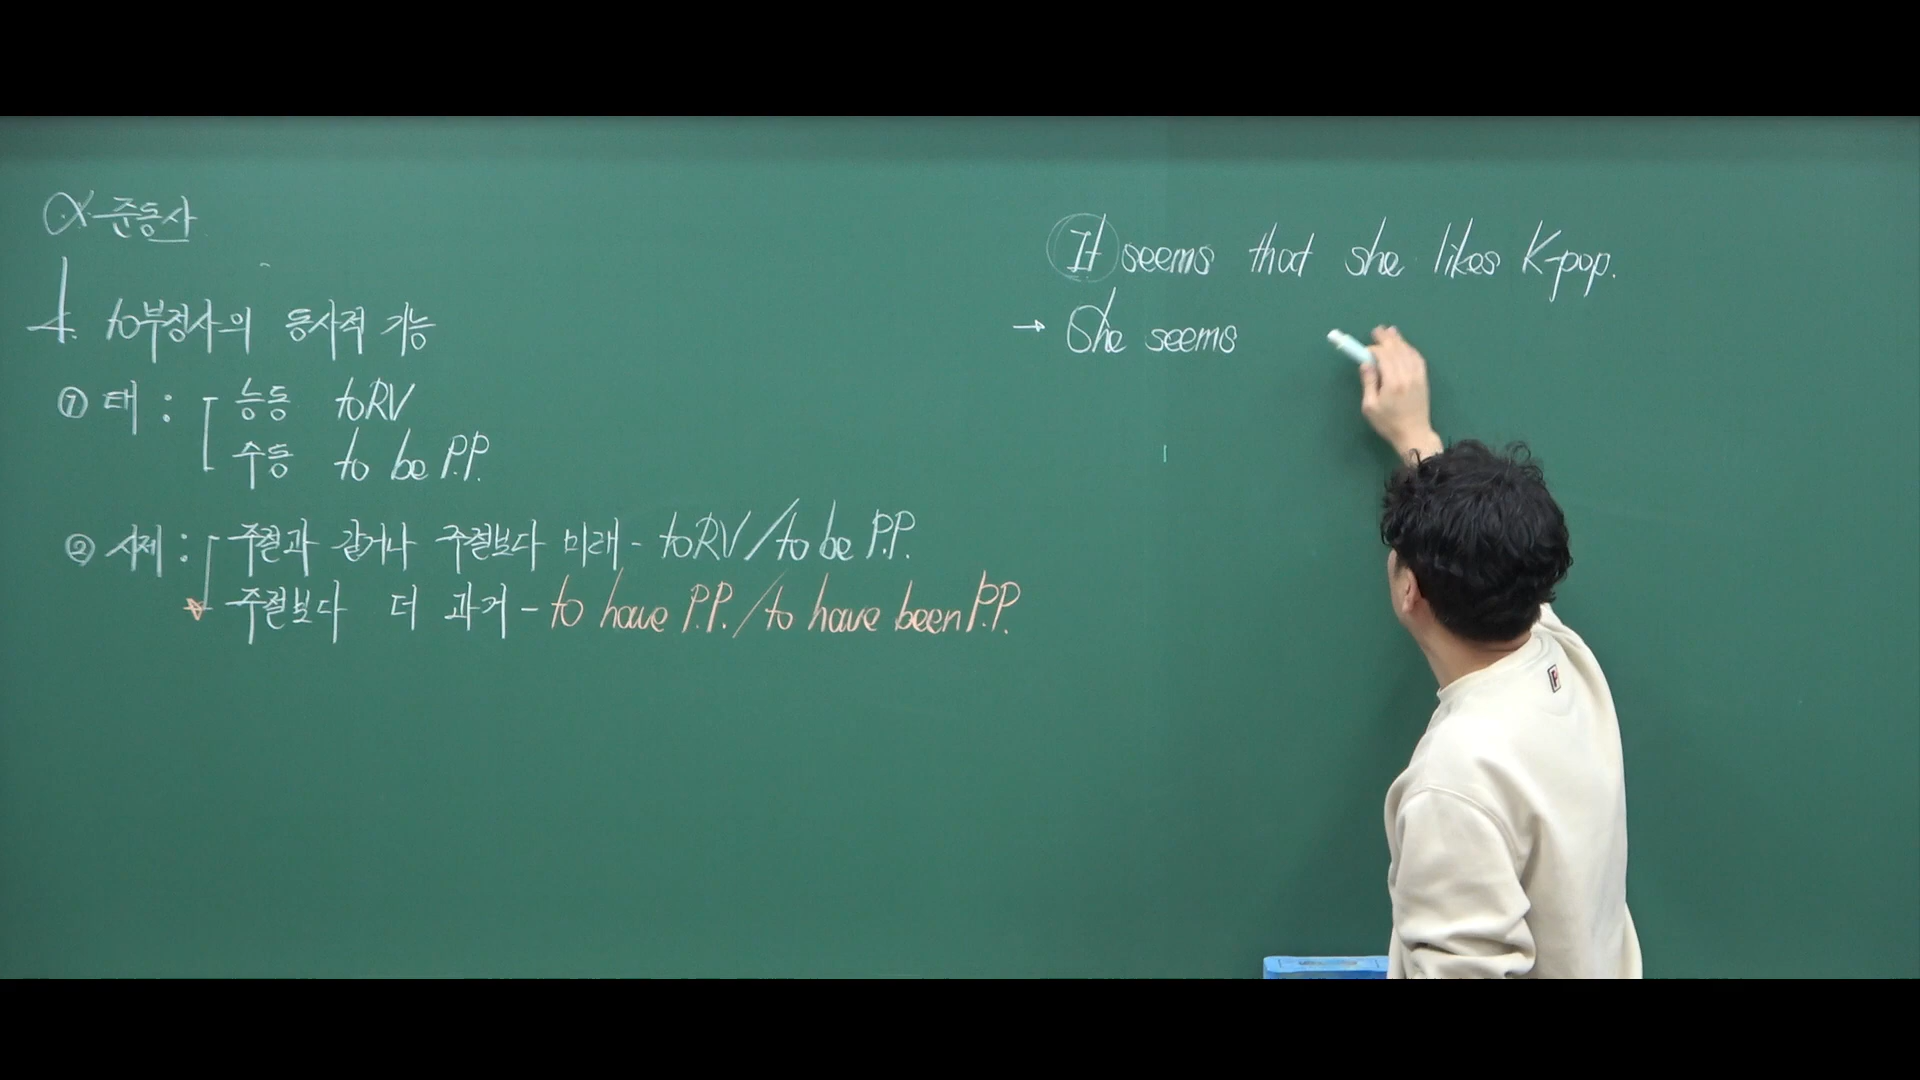 α-준동사
4. to부정사의 동사적 기능
① 태 : 능동 toRV
수동 to be P.P.
② 시제 : 주절과 같거나 주절보다 미래 - toRV / to be P.P.
주절보다 더 과거 - to have P.P. / to have been P.P.
It seems that she likes K-pop.
→ She seems